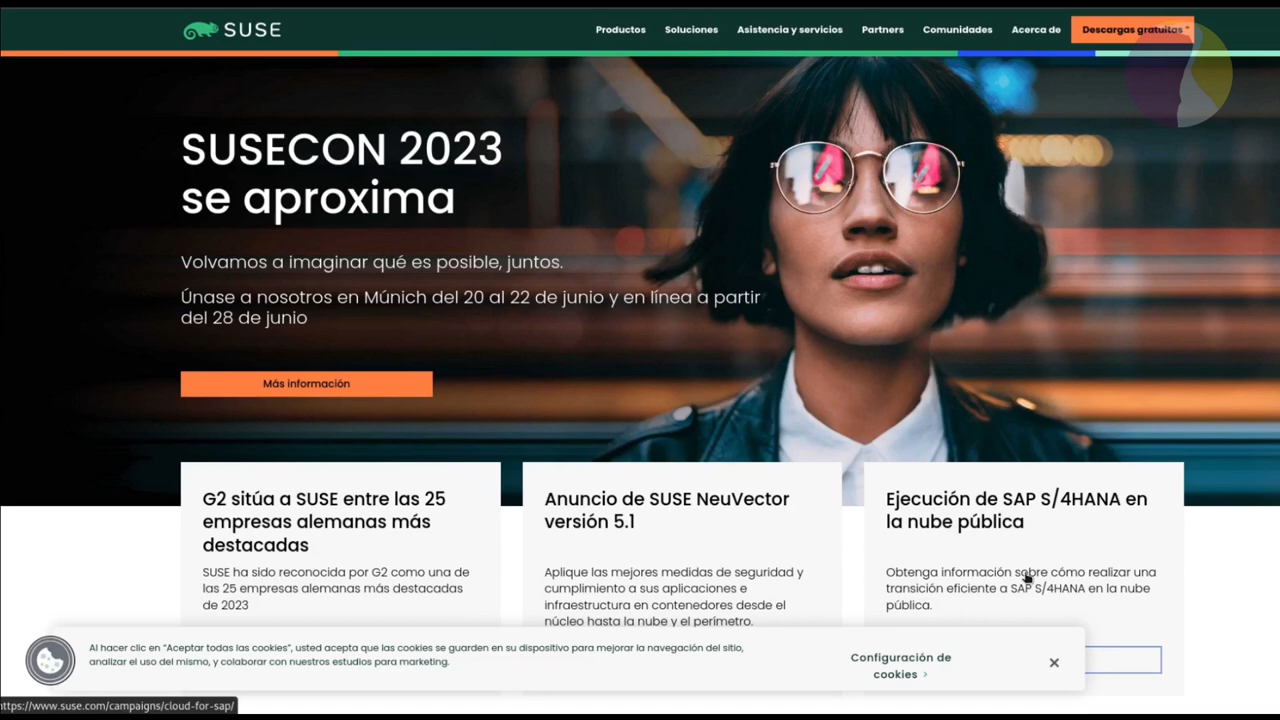 SUSE
Productos
Soluciones
Asistencia y servicios
Partners
Comunidades
Acerca de
Descargas gratuitas
SUSECON 2023
se aproxima
Volvamos a imaginar qué es posible, juntos.
Únase a nosotros en Múnich del 20 al 22 de junio y en línea a partir
del 28 de junio
Más información
G2 sitúa a SUSE entre las 25
empresas alemanas más
destacadas
SUSE ha sido reconocida por G2 como una de
las 25 empresas alemanas más destacadas
de 2023
Anuncio de SUSE NeuVector
versión 5.1
Aplique las mejores medidas de seguridad y
cumplimiento a sus aplicaciones e
infraestructura en contenedores desde el
núcleo hasta la nube y el perímetro.
Ejecución de SAP S/4HANA en
la nube pública
Obtenga información sobre cómo realizar una
transición eficiente a SAP S/4HANA en la nube
pública.
Al hacer clic en “Aceptar todas las cookies”, usted acepta que las cookies se guarden en su dispositivo para mejorar la navegación del sitio,
analizar el uso del mismo, y colaborar con nuestros estudios para marketing.
Configuración de
cookies >
https://www.suse.com/campaigns/cloud-for-sap/